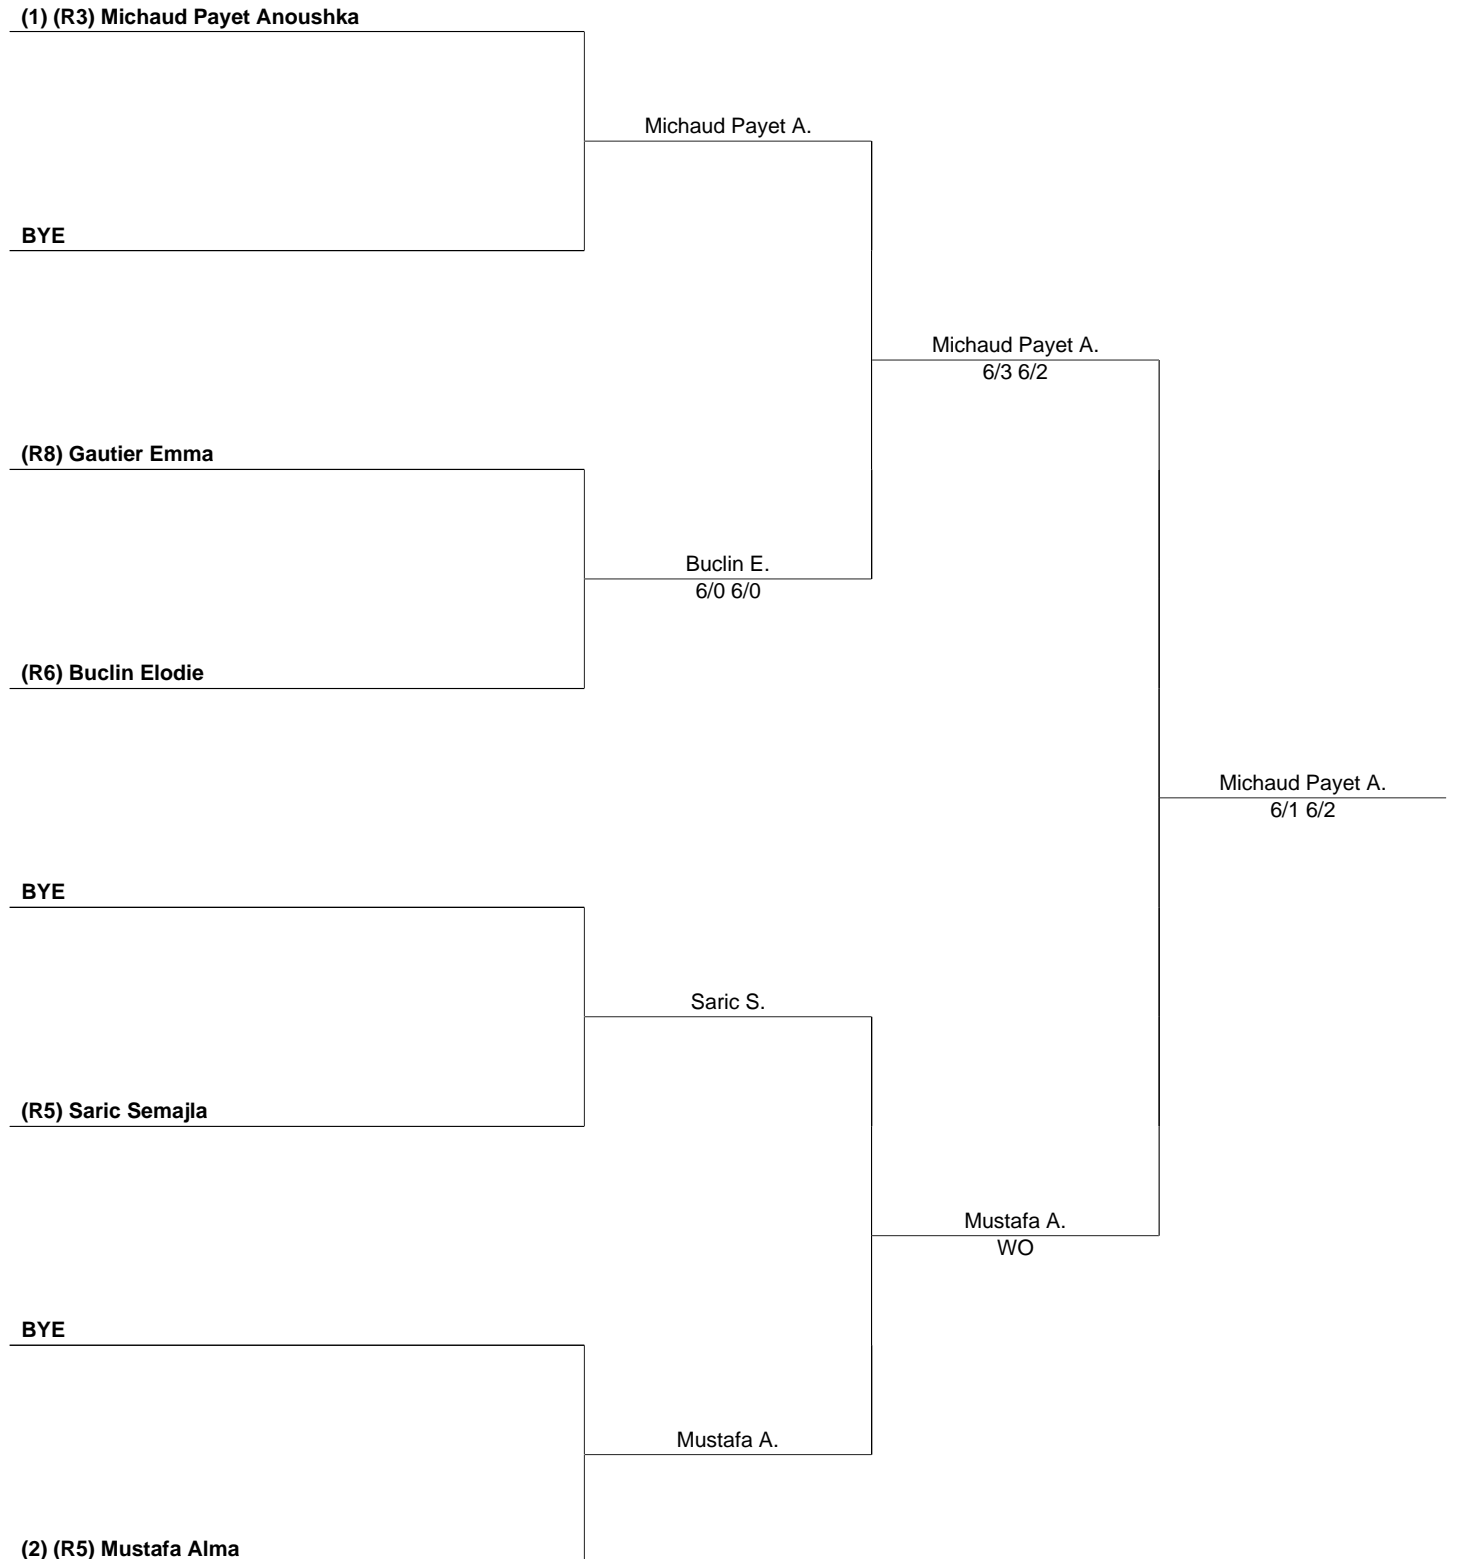 (1) (R3) Michaud Payet Anoushka
Michaud Payet A.
BYE
Michaud Payet A.
6/3 6/2
(R8) Gautier Emma
Buclin E.
6/0 6/0
(R6) Buclin Elodie
Michaud Payet A.
6/1 6/2
BYE
Saric S.
(R5) Saric Semajla
Mustafa A.
WO
BYE
Mustafa A.
(2) (R5) Mustafa Alma